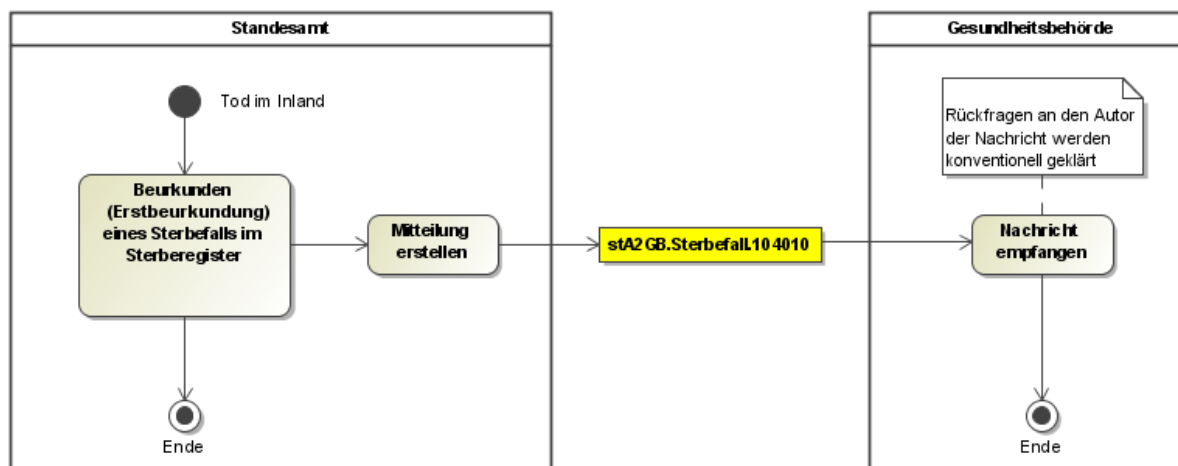 Standesamt
Gesundheitsbehörde
Tod im Inland
Rückfragen an den Autor
der Nachricht werden
konventionell geklärt
Beurkunden
(Erstbeurkundung)
eines Sterbefalls im
Sterberegister
Mitteilung
erstellen
stA2GB.Sterbefall.104010
Nachricht
empfangen
Ende
Ende